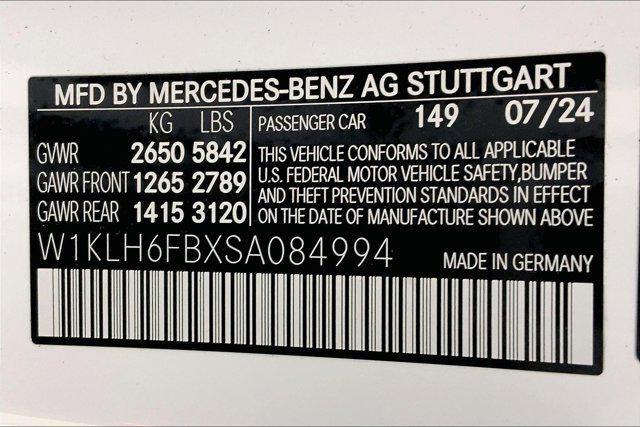 MFD BY MERCEDES-BENZ AG STUTTGART
KG LBS
GVWR 2650 5842
GAWR FRONT 1265 2789
GAWR REAR 1415 3120
PASSENGER CAR 149 07/24
THIS VEHICLE CONFORMS TO ALL APPLICABLE
U.S. FEDERAL MOTOR VEHICLE SAFETY,BUMPER
AND THEFT PREVENTION STANDARDS IN EFFECT
ON THE DATE OF MANUFACTURE SHOWN ABOVE
W1KLH6FBXSA084994
MADE IN GERMANY